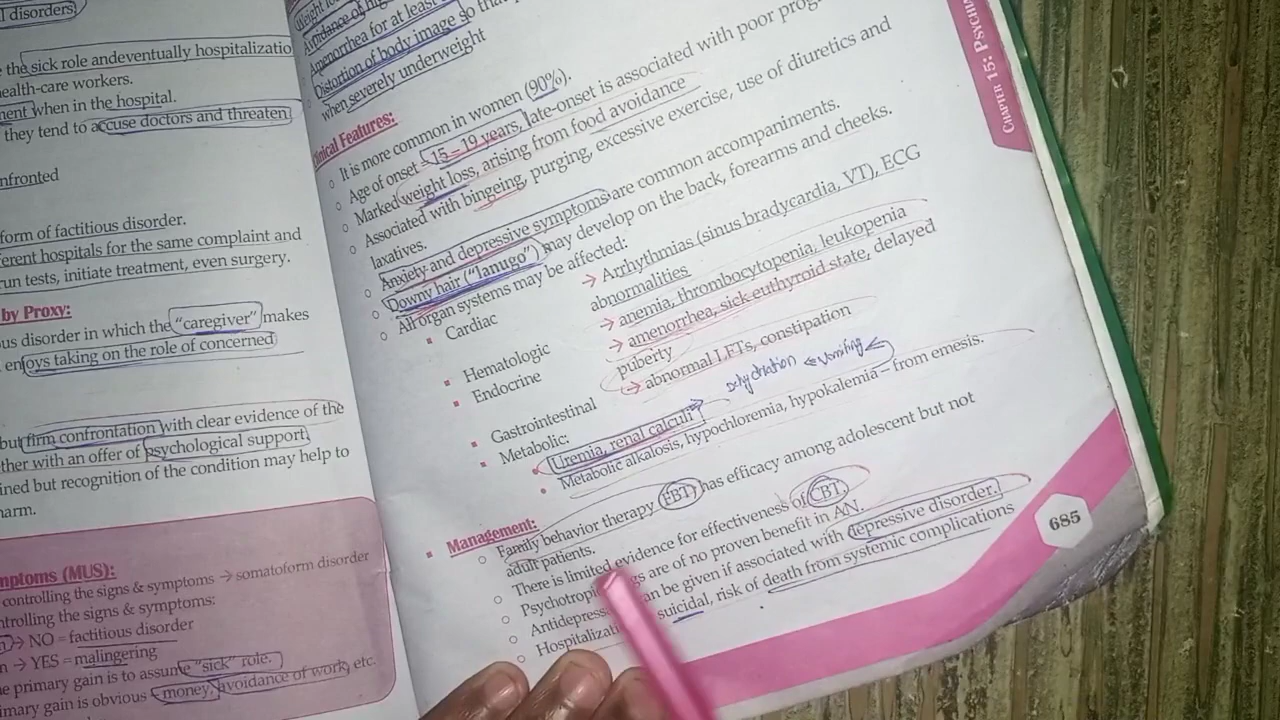 l disorders)
the sick role andeventually hospitalizatio
ealth-care workers.
ment when in the hospital.
they tend to accuse doctors and threaten
nfronted
form of factitious disorder.
ferent hospitals for the same complaint and
run tests, initiate treatment, even surgery.
by Proxy:
ous disorder in which the "caregiver" makes
enjoys taking on the role of concerned
but firm confrontation with clear evidence of the
ther with an offer of psychological support,
ined but recognition of the condition may help to
harm.
mptoms (MUS):
controlling the signs & symptoms → somatoform disorder
ntrolling the signs & symptoms:
→ NO = factitious disorder
n → YES = malingering
e primary gain is to assume "sick" role.
imary gain is obvious – money, avoidance of work, etc.
Weight
Avoidance of
Amenorrhea for at least
Distortion of body image so
when severely underweight
linical Features:
It is more common in women (90%).
Age of onset 15 – 19 years, late-onset is associated with poor
Marked weight loss, arising from food avoidance
Associated with bingeing, purging, excessive exercise, use of diuretics and
laxatives.
Anxiety and depressive symptoms are common accompaniments.
Downy hair ("lanugo") may develop on the back, forearms and cheeks.
All organ systems may be affected:
Cardiac → Arrhythmias (sinus bradycardia, VT), ECG
abnormalities
Hematologic → anemia, thrombocytopenia, leukopenia
Endocrine → amenorrhea, sick euthyroid state, delayed
puberty
Gastrointestinal → abnormal LFTs, constipation
Metabolic:
Uremia, renal calculi → dehydration ← vomiting ←
Metabolic alkalosis, hypochloremia, hypokalemia – from emesis.
Management:
Family behavior therapy (FBT) has efficacy among adolescent but not
adult patients.
There is limited evidence for effectiveness of CBT.
are of no proven benefit in AN.
can be given if associated with depressive disorder.
suicidal, risk of death from systemic complications
685
CHAPTER 15: